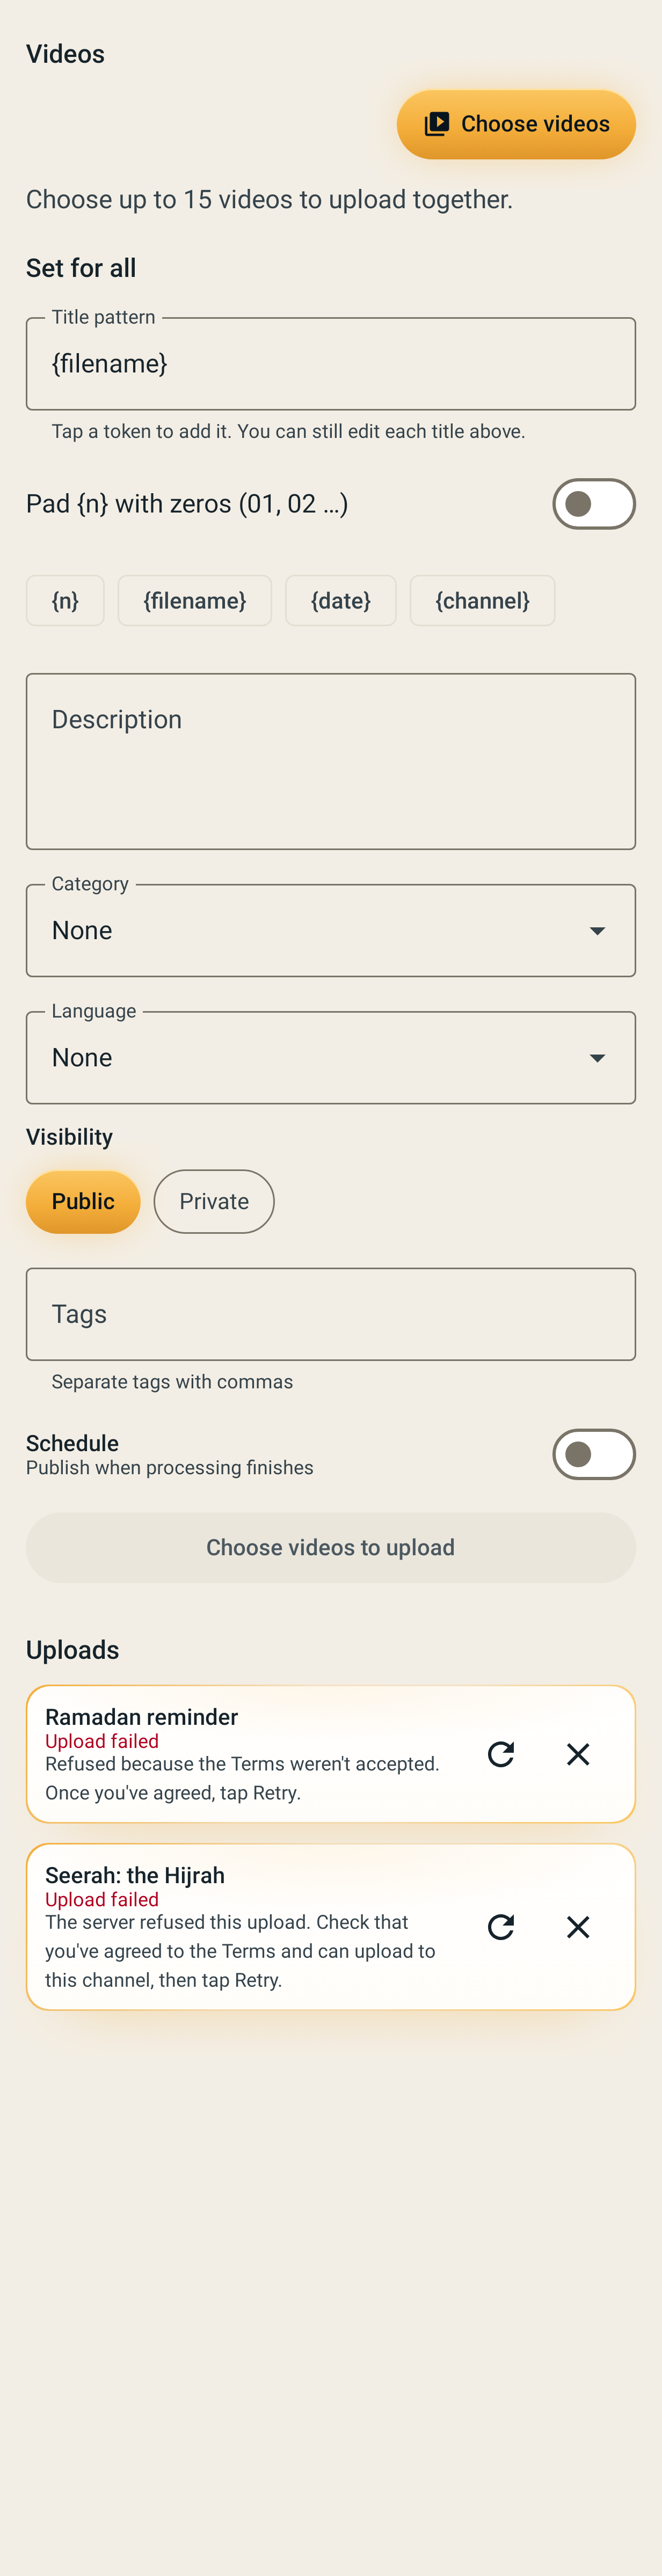 Videos
Choose videos
Choose up to 15 videos to upload together.
Set for all
Title pattern
{filename}
Tap a token to add it. You can still edit each title above.
Pad {n} with zeros (01, 02 …)
{n} {filename} {date} {channel}
Description
Category
None
Language
None
Visibility
Public Private
Tags
Separate tags with commas
Schedule
Publish when processing finishes
Choose videos to upload
Uploads
Ramadan reminder
Upload failed
Refused because the Terms weren't accepted.
Once you've agreed, tap Retry.
Seerah: the Hijrah
Upload failed
The server refused this upload. Check that
you've agreed to the Terms and can upload to
this channel, then tap Retry.